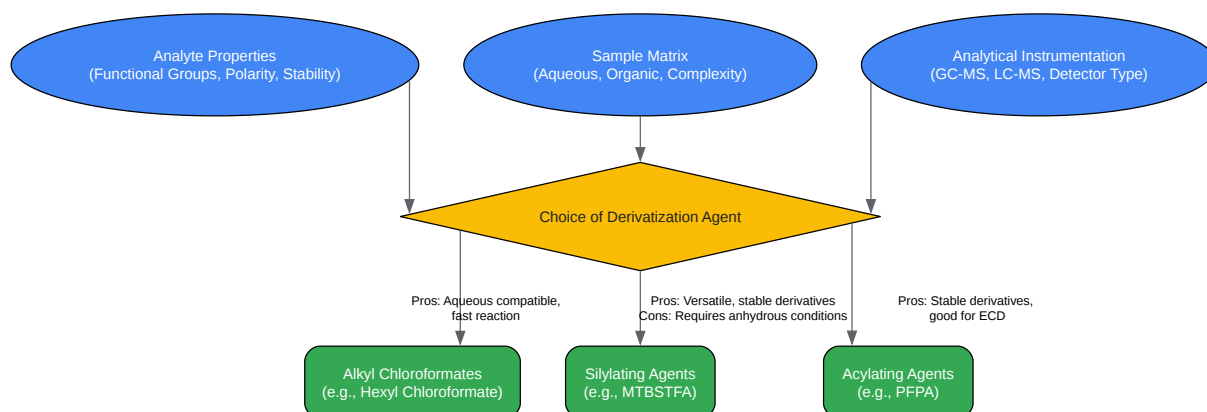 Analyte Properties
(Functional Groups, Polarity, Stability)
Sample Matrix
(Aqueous, Organic, Complexity)
Analytical Instrumentation
(GC-MS, LC-MS, Detector Type)
Choice of Derivatization Agent
Pros: Aqueous compatible,
fast reaction
Pros: Versatile, stable derivatives
Cons: Requires anhydrous conditions
Pros: Stable derivatives,
good for ECD
Alkyl Chloroformates
(e.g., Hexyl Chloroformate)
Silylating Agents
(e.g., MTBSTFA)
Acylating Agents
(e.g., PFPA)